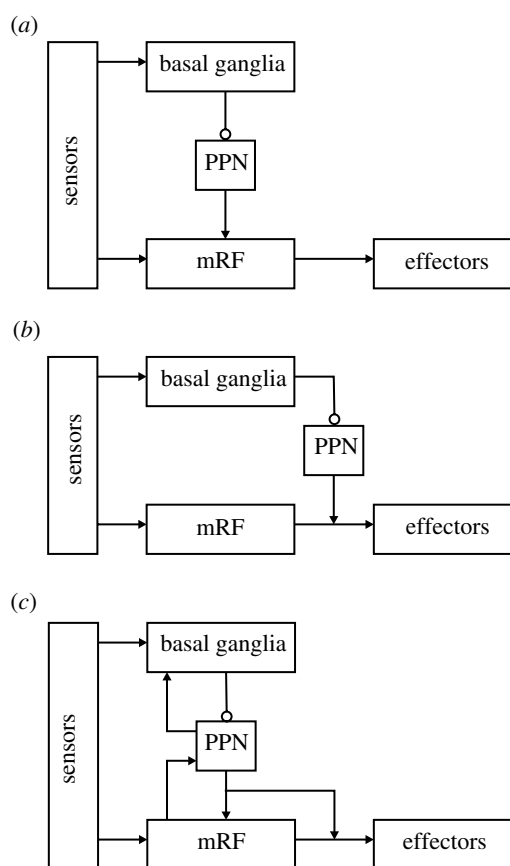 (a)
basal ganglia
sensors
PPN
mRF
effectors
(b)
basal ganglia
sensors
PPN
mRF
effectors
(c)
basal ganglia
sensors
PPN
mRF
effectors